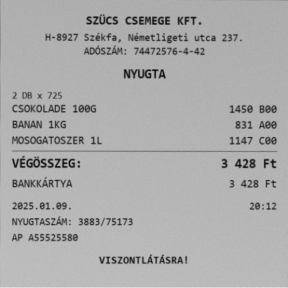 SZÜCS CSEMEGE KFT.
H-8927 Székfa, Németligeti utca 237.
ADÓSZÁM: 74472576-4-42
NYUGTA
2 DB x 725
CSOKOLADE 100G 1450 B00
BANAN 1KG 831 A00
MOSOGATOSZER 1L 1147 C00
VÉGÖSSZEG: 3 428 Ft
BANKKÁRTYA 3 428 Ft
2025.01.09. 20:12
NYUGTASZÁM: 3883/75173
AP A55525580
VISZONTLÁTÁSRA!